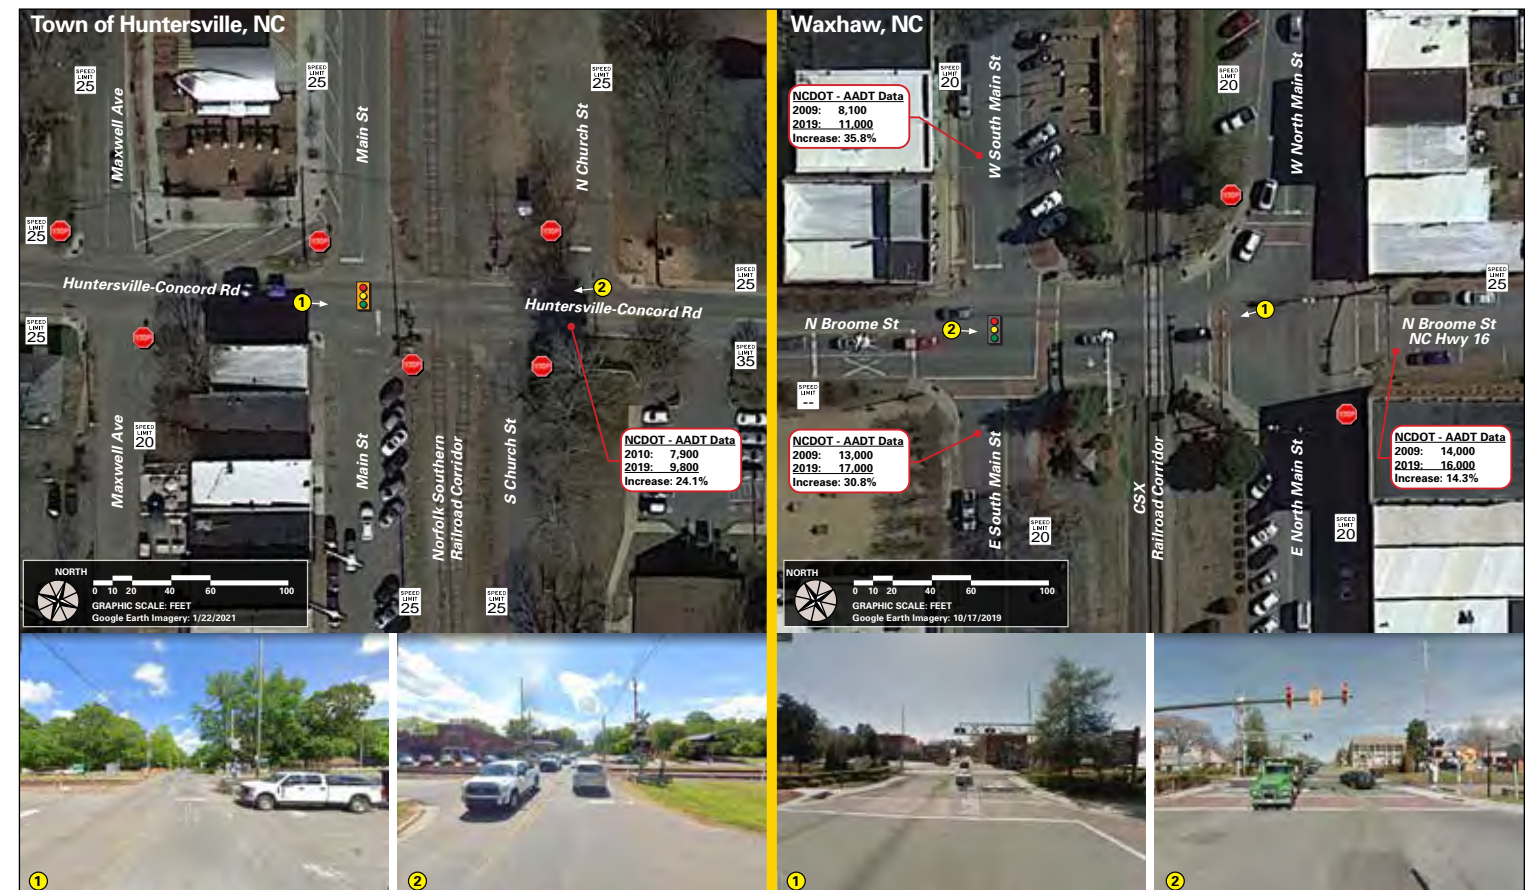 Town of Huntersville, NC
SPEED
LIMIT
25
Maxwell Ave
SPEED
LIMIT
25
Main St
SPEED
LIMIT
25
N Church St
SPEED
LIMIT
25
STOP
STOP
STOP
Huntersville-Concord Rd
1
2
Huntersville-Concord Rd
SPEED
LIMIT
25
SPEED
LIMIT
25
STOP
STOP
STOP
SPEED
LIMIT
35
Maxwell Ave
SPEED
LIMIT
20
Main St
Norfolk Southern
Railroad Corridor
S Church St
NCDOT - AADT Data
2010: 7,900
2019: 9,800
Increase: 24.1%
SPEED
LIMIT
25
SPEED
LIMIT
25
NORTH
0 10 20 40 60 100
GRAPHIC SCALE: FEET
Google Earth Imagery: 1/22/2021
1
2
Waxhaw, NC
NCDOT - AADT Data
2009: 8,100
2019: 11,000
Increase: 35.8%
SPEED
LIMIT
20
W South Main St
SPEED
LIMIT
20
W North Main St
STOP
N Broome St
2
1
SPEED
LIMIT
25
N Broome St
NC Hwy 16
SPEED
LIMIT
--
STOP
NCDOT - AADT Data
2009: 13,000
2019: 17,000
Increase: 30.8%
E South Main St
SPEED
LIMIT
20
CSX
Railroad Corridor
E North Main St
SPEED
LIMIT
20
NCDOT - AADT Data
2009: 14,000
2019: 16,000
Increase: 14.3%
NORTH
0 10 20 40 60 100
GRAPHIC SCALE: FEET
Google Earth Imagery: 10/17/2019
1
2